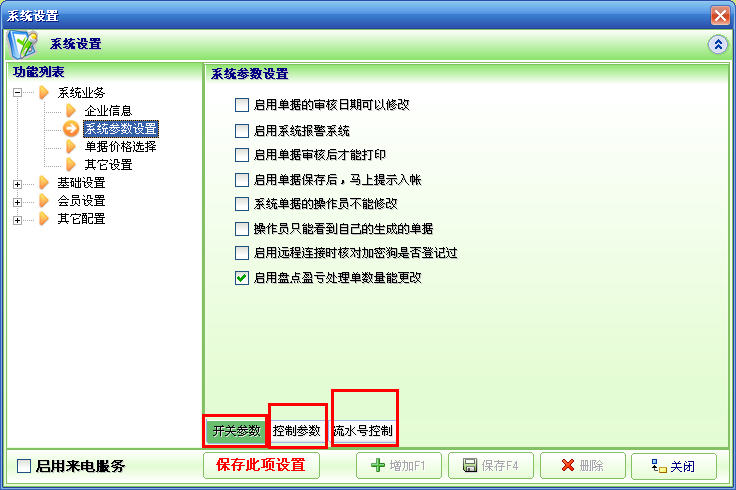 系统设置
系统设置
功能列表
系统业务
企业信息
系统参数设置
单据价格选择
其它设置
基础设置
会员设置
其它配置
系统参数设置
启用单据的审核日期可以修改
启用系统报警系统
启用单据审核后才能打印
启用单据保存后，马上提示入帐
系统单据的操作员不能修改
操作员只能看到自己的生成的单据
启用远程连接时核对加密狗是否登记过
启用盘点盈亏处理单数量能更改
开关参数 控制参数 流水号控制
启用来电服务 保存此项设置 增加F1 保存F4 删除 关闭